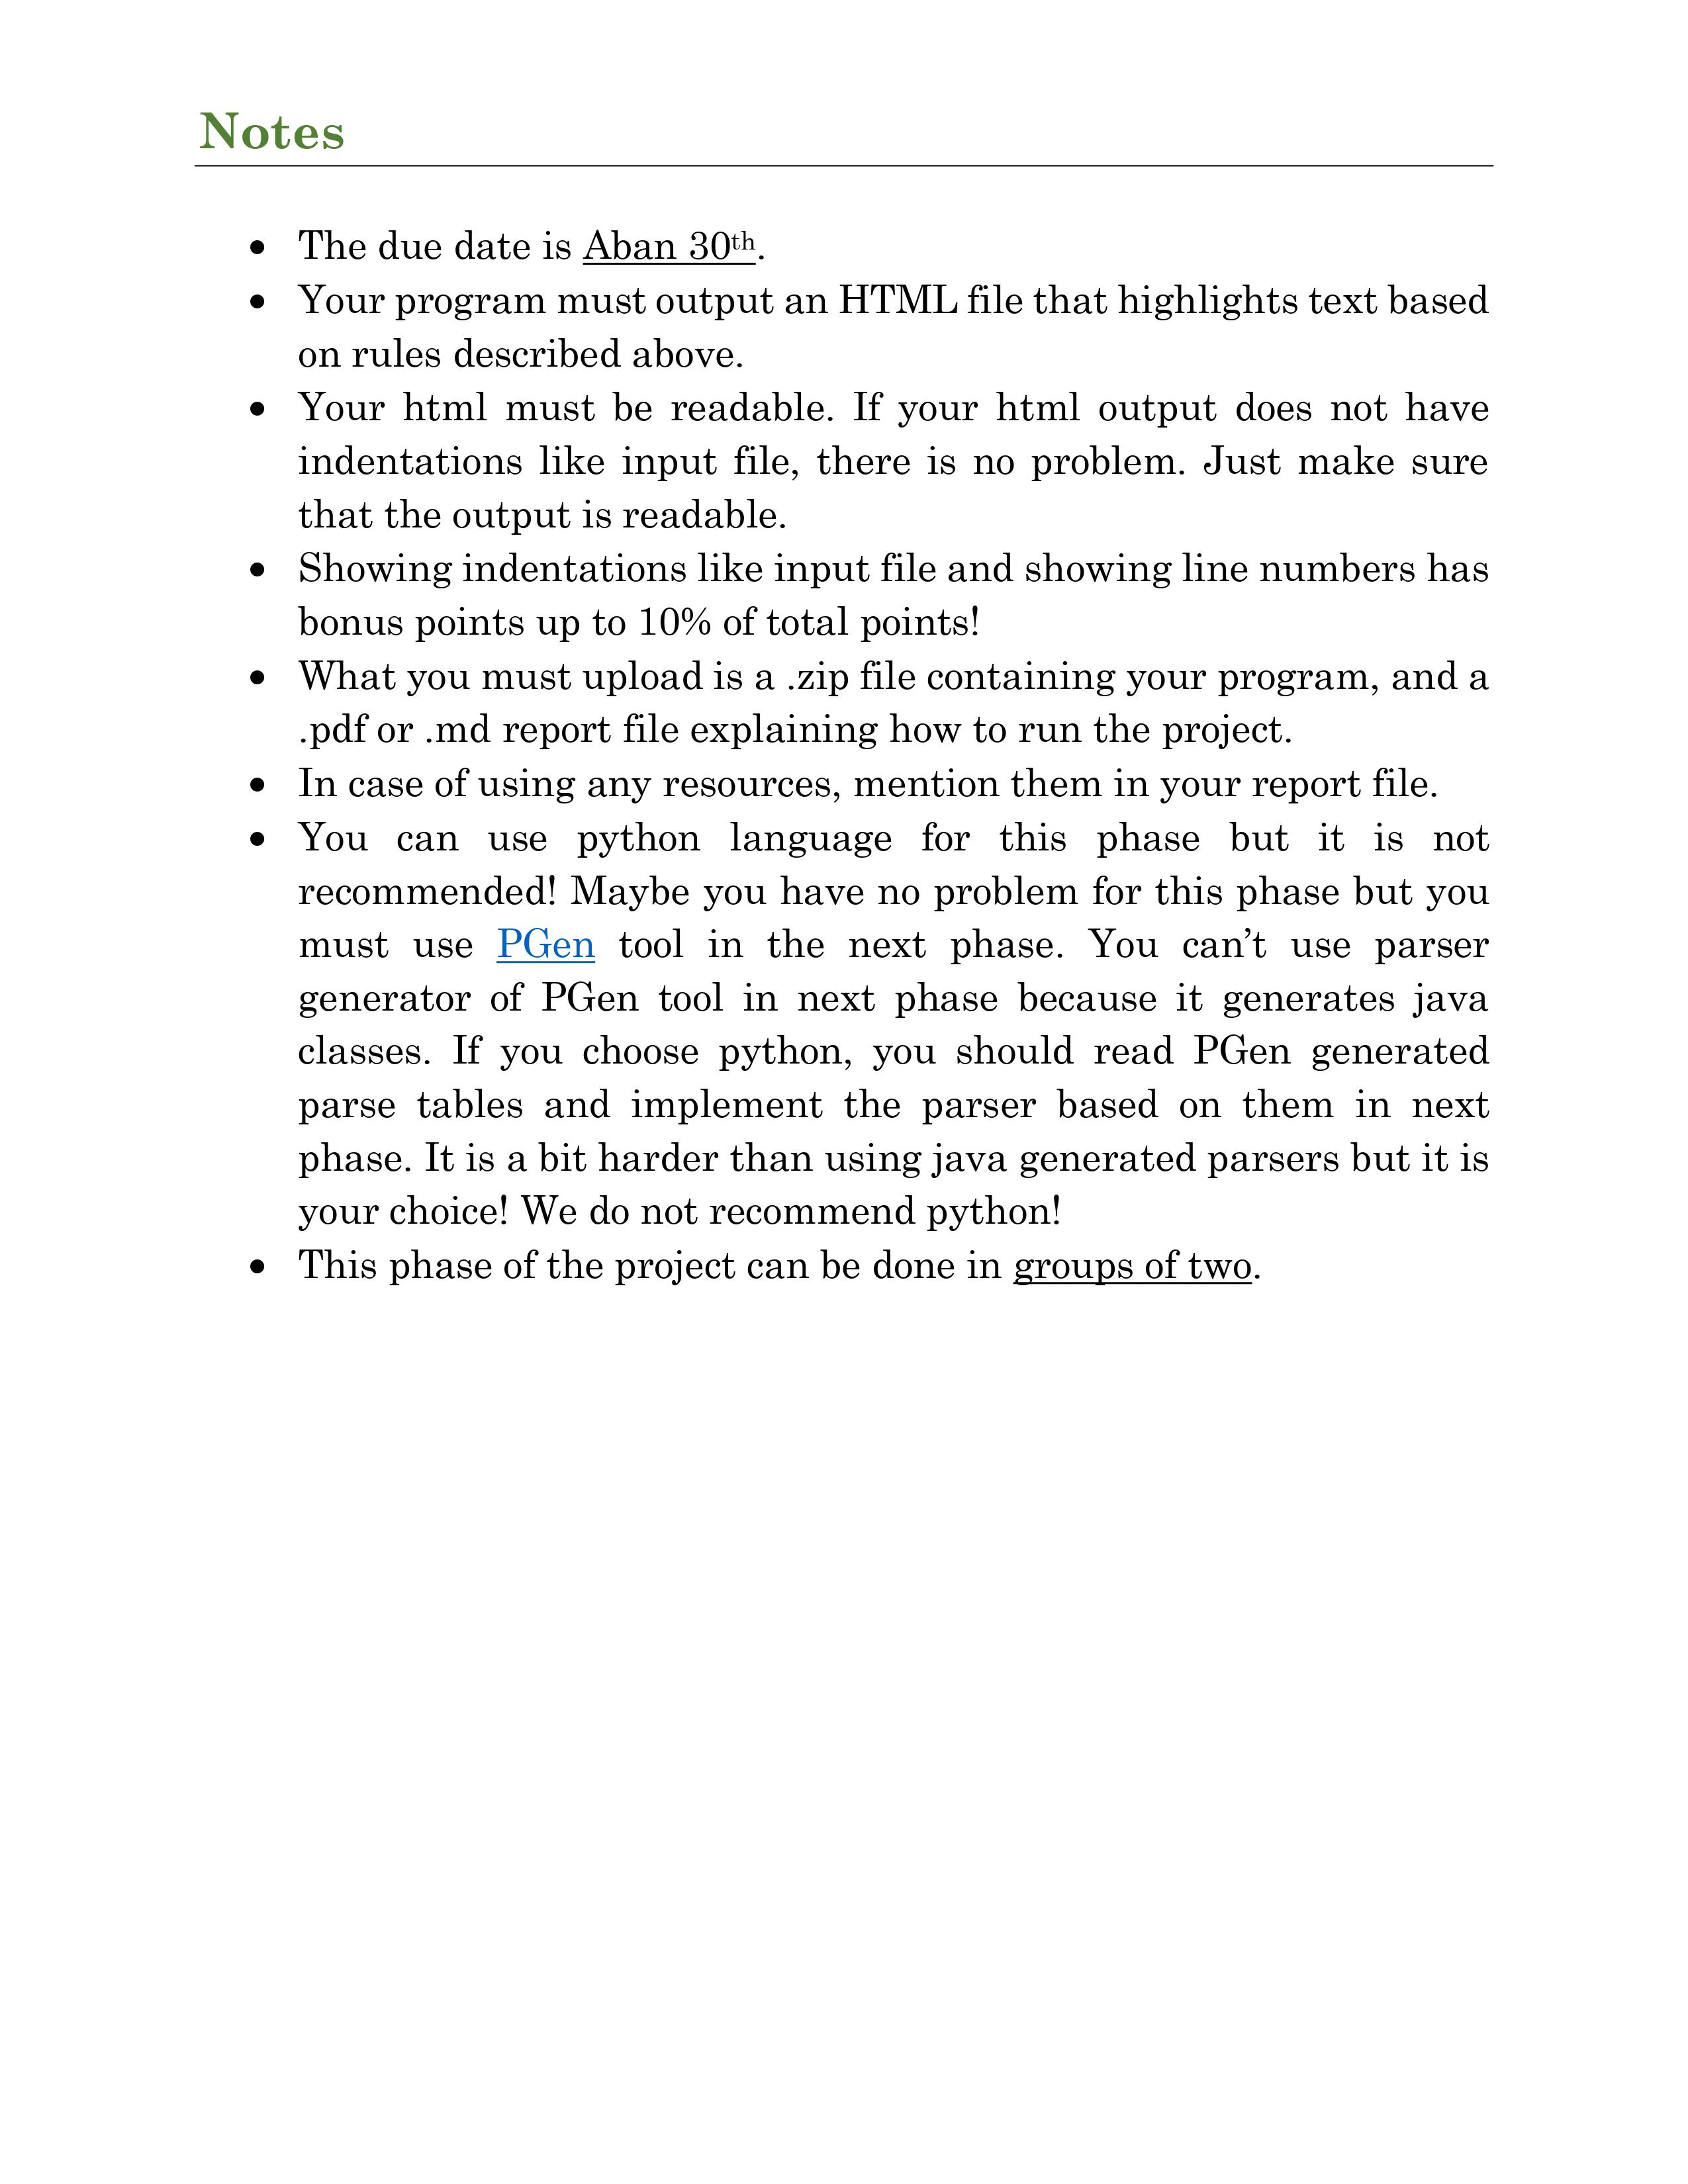 Notes
• The due date is Aban 30th.
• Your program must output an HTML file that highlights text based
on rules described above.
• Your html must be readable. If your html output does not have
indentations like input file, there is no problem. Just make sure
that the output is readable.
• Showing indentations like input file and showing line numbers has
bonus points up to 10% of total points!
• What you must upload is a .zip file containing your program, and a
.pdf or .md report file explaining how to run the project.
• In case of using any resources, mention them in your report file.
• You can use python language for this phase but it is not
recommended! Maybe you have no problem for this phase but you
must use PGen tool in the next phase. You can’t use parser
generator of PGen tool in next phase because it generates java
classes. If you choose python, you should read PGen generated
parse tables and implement the parser based on them in next
phase. It is a bit harder than using java generated parsers but it is
your choice! We do not recommend python!
• This phase of the project can be done in groups of two.